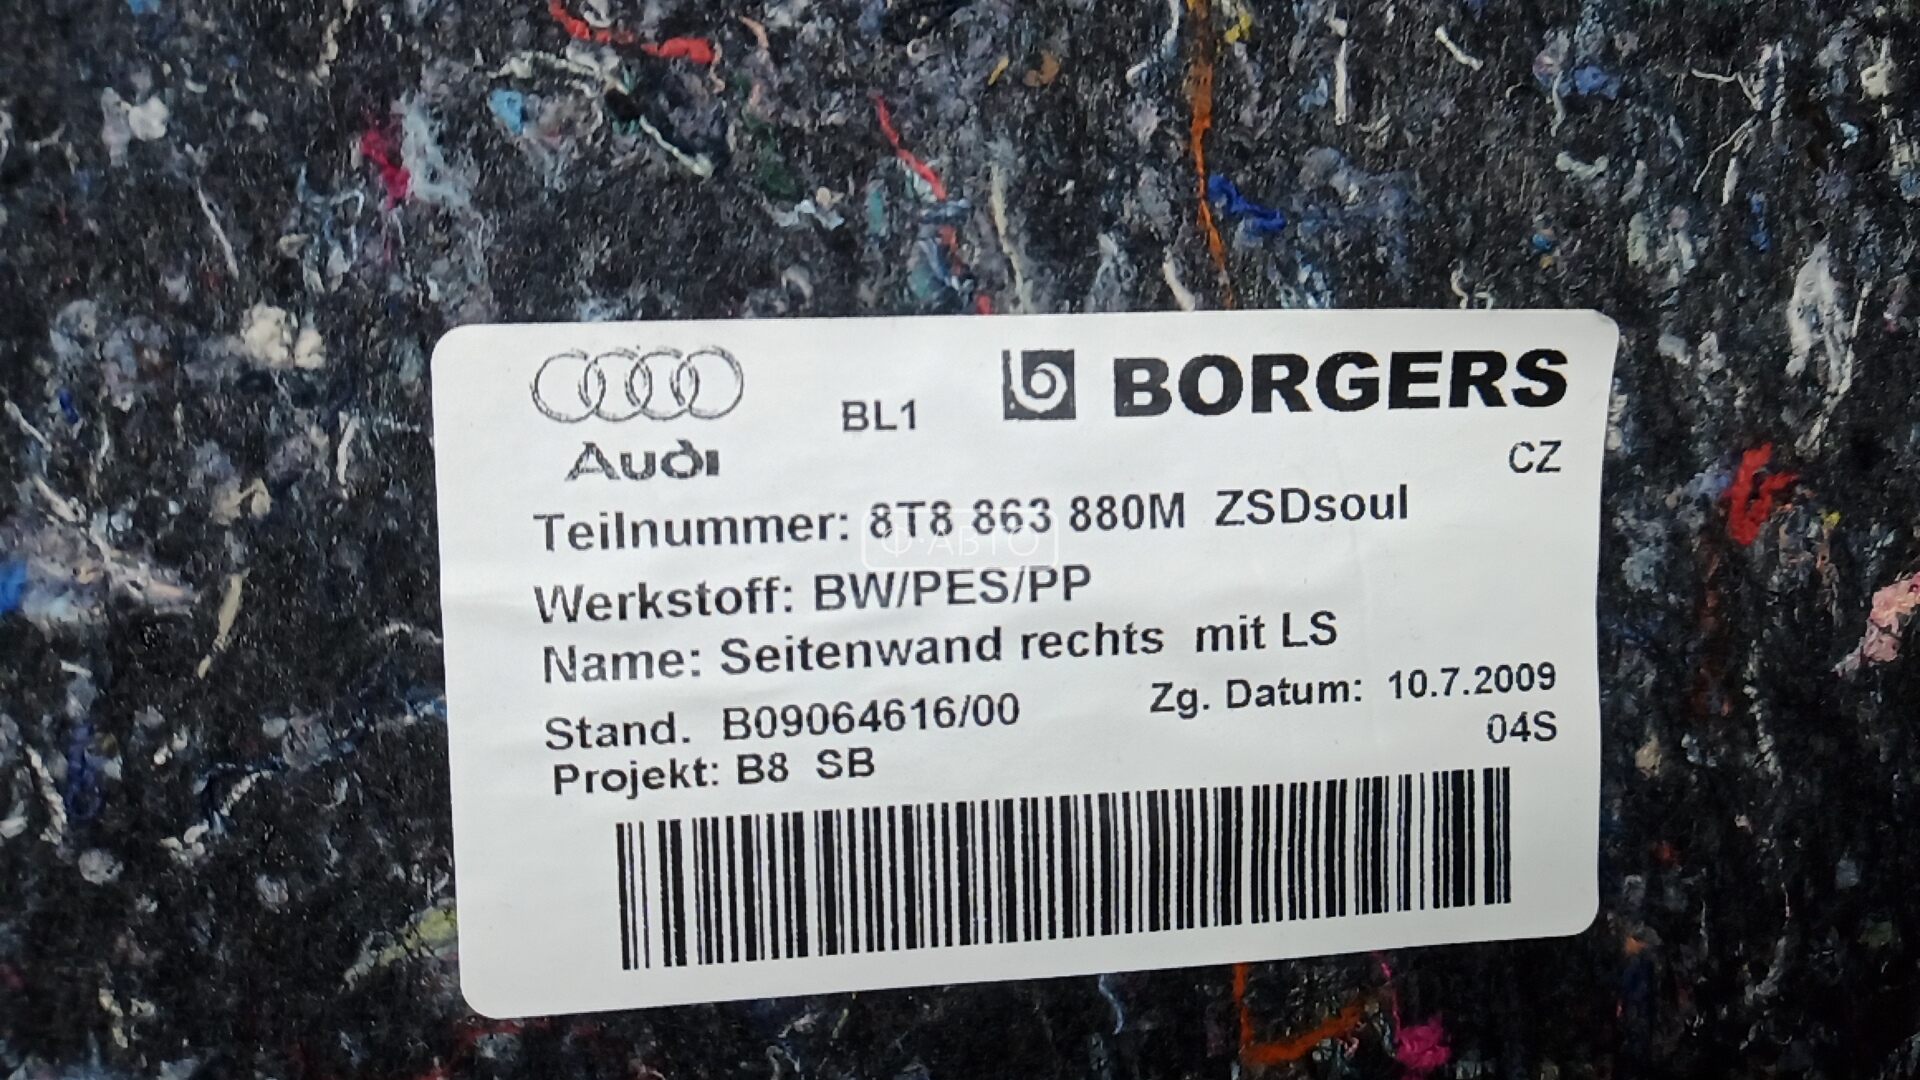 Audi
BL1
BORGERS
CZ
Teilnummer: 8T8 863 880M ZSDsoul
Ф-АВТО
Werkstoff: BW/PES/PP
Name: Seitenwand rechts mit LS
Stand. B09064616/00
Zg. Datum: 10.7.2009
04S
Projekt: B8 SB